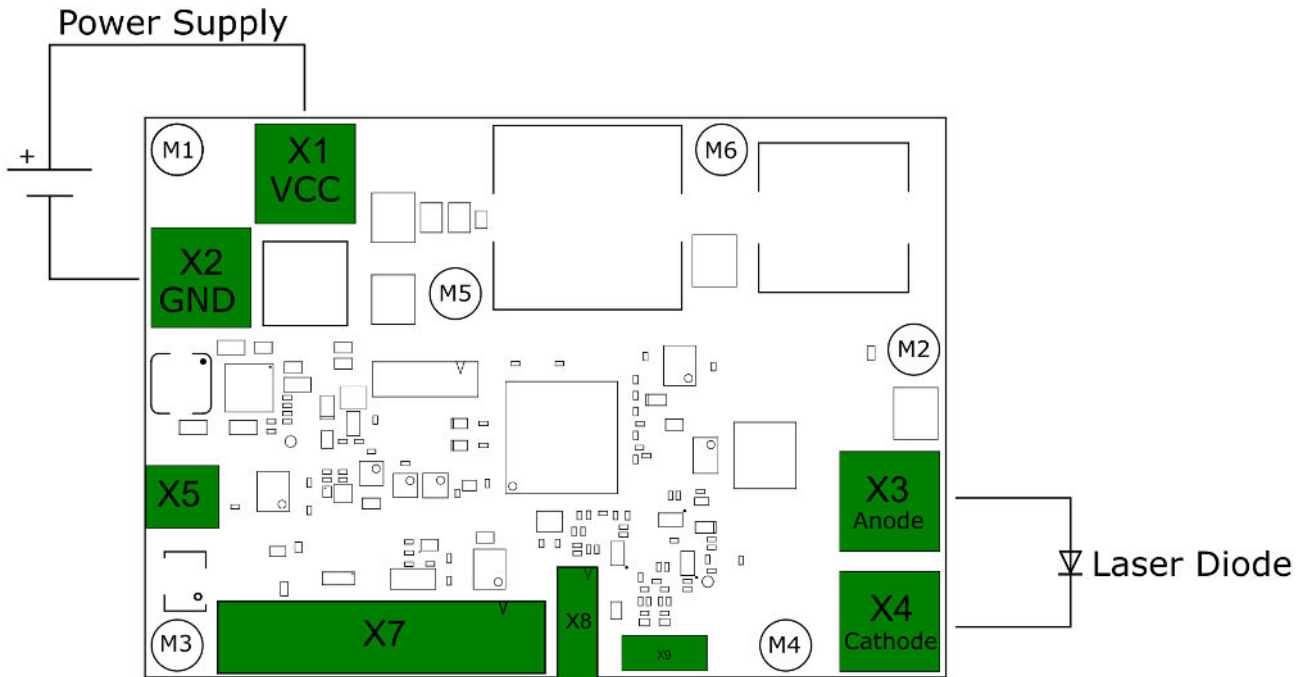 Power Supply
+
M1
X1
VCC
M6
X2
GND
M5
M2
X5
X3
Anode
Laser Diode
X4
Cathode
M3
X7
X8
X9
M4